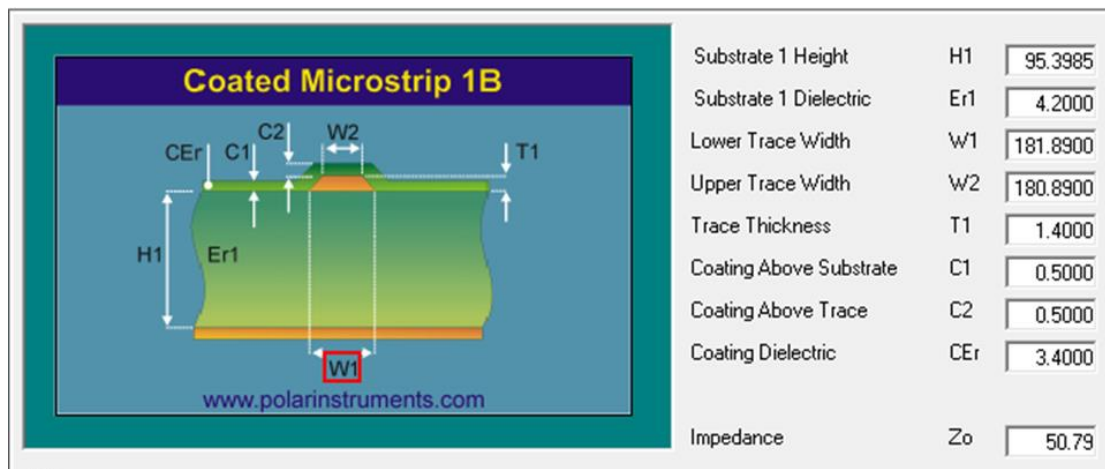 Coated Microstrip 1B
C2 W2
CEr C1 T1
H1 Er1
W1
www.polarinstruments.com
Substrate 1 Height H1 95.3985
Substrate 1 Dielectric Er1 4.2000
Lower Trace Width W1 181.8900
Upper Trace Width W2 180.8900
Trace Thickness T1 1.4000
Coating Above Substrate C1 0.5000
Coating Above Trace C2 0.5000
Coating Dielectric CEr 3.4000
Impedance Zo 50.79